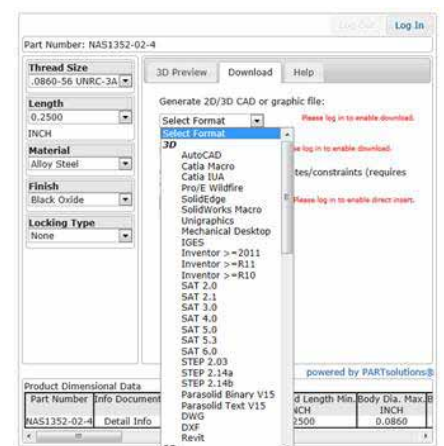 Log Out Log In
Part Number: NAS1352-02-4
Thread Size
.0860-56 UNRC-3A
Length
0.2500
INCH
Material
Alloy Steel
Finish
Black Oxide
Locking Type
None
3D Preview Download Help
Generate 2D/3D CAD or graphic file:
Select Format
Please log in to enable download.
Select Format
3D
AutoCAD
Catia Macro
Catia IUA
Pro/E Wildfire
SolidEdge
SolidWorks Macro
Unigraphics
Mechanical Desktop
IGES
Inventor >=2011
Inventor >=R11
Inventor >=R10
SAT 2.0
SAT 2.1
SAT 3.0
SAT 4.0
SAT 5.0
SAT 5.3
SAT 6.0
STEP 2.03
STEP 2.14a
STEP 2.14b
Parasolid Binary V15
Parasolid Text V15
DWG
DXF
Revit
log in to enable download.
tes/constraints (requires
Please log in to enable direct insert.
powered by PARTsolutions®
Product Dimensional Data
Part Number Info Document d Length Min. Body Dia. Max. B
NCH INCH
NAS1352-02-4 Detail Info 2500 0.0860